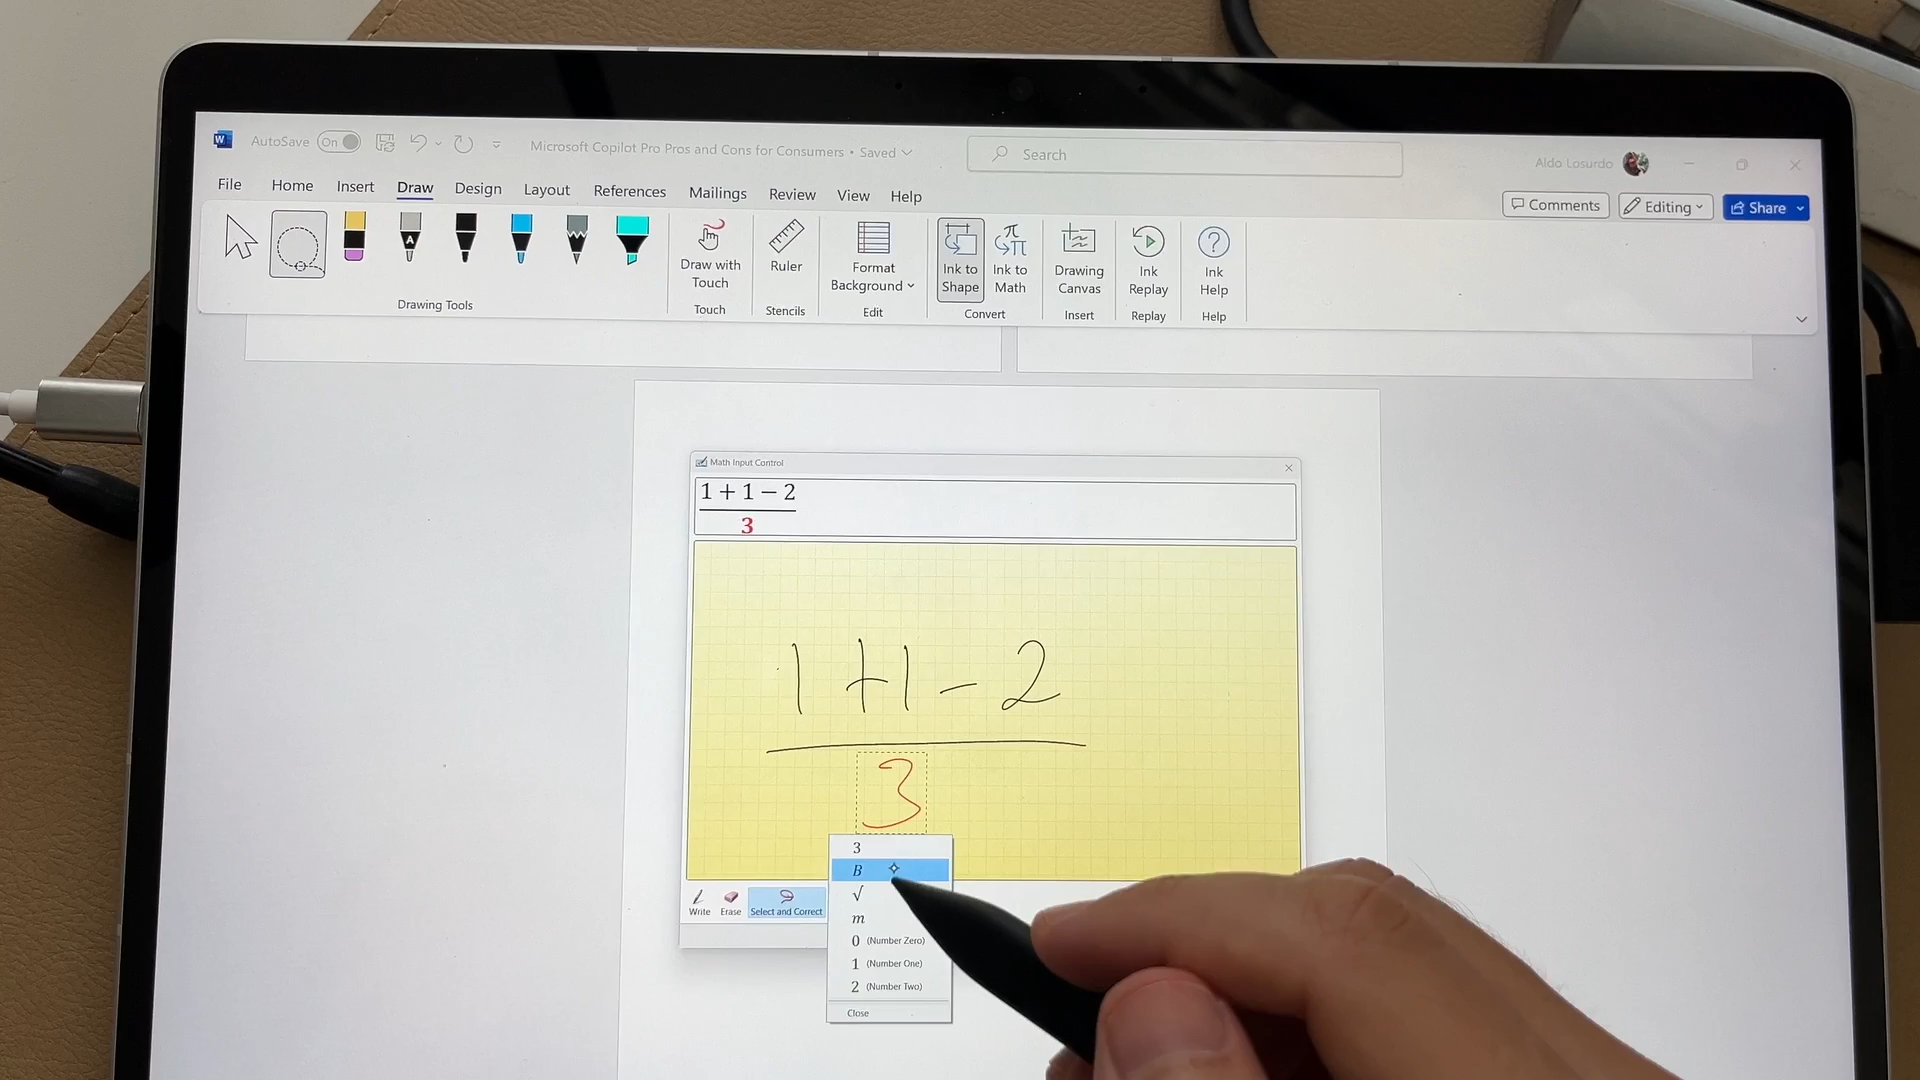 W AutoSave On Microsoft Copilot Pro Pros and Cons for Consumers • Saved Search Aldo Losurdo
File Home Insert Draw Design Layout References Mailings Review View Help Comments Editing Share
A
Draw with Touch
Ruler
Format Background
Ink to Shape
Ink to Math
Drawing Canvas
Ink Replay
Ink Help
Drawing Tools Touch Stencils Edit Convert Insert Replay Help
Math Input Control
1 + 1 − 2
3
1 + 1 − 2
3
3
B
√
m
0 (Number Zero)
1 (Number One)
2 (Number Two)
Close
Write Erase Select and Correct